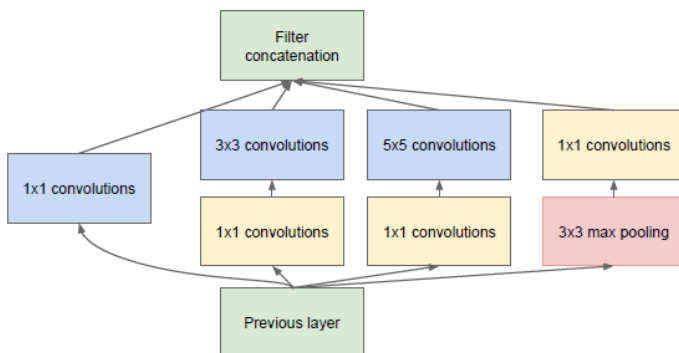 Filter
concatenation
3x3 convolutions
5x5 convolutions
1x1 convolutions
1x1 convolutions
1x1 convolutions
1x1 convolutions
3x3 max pooling
Previous layer